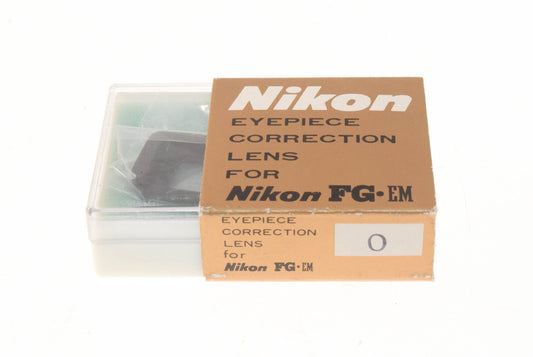 Nikon
EYEPIECE
CORRECTION
LENS
FOR
Nikon FG·EM
EYEPIECE
CORRECTION
LENS
for
Nikon FG·EM
0